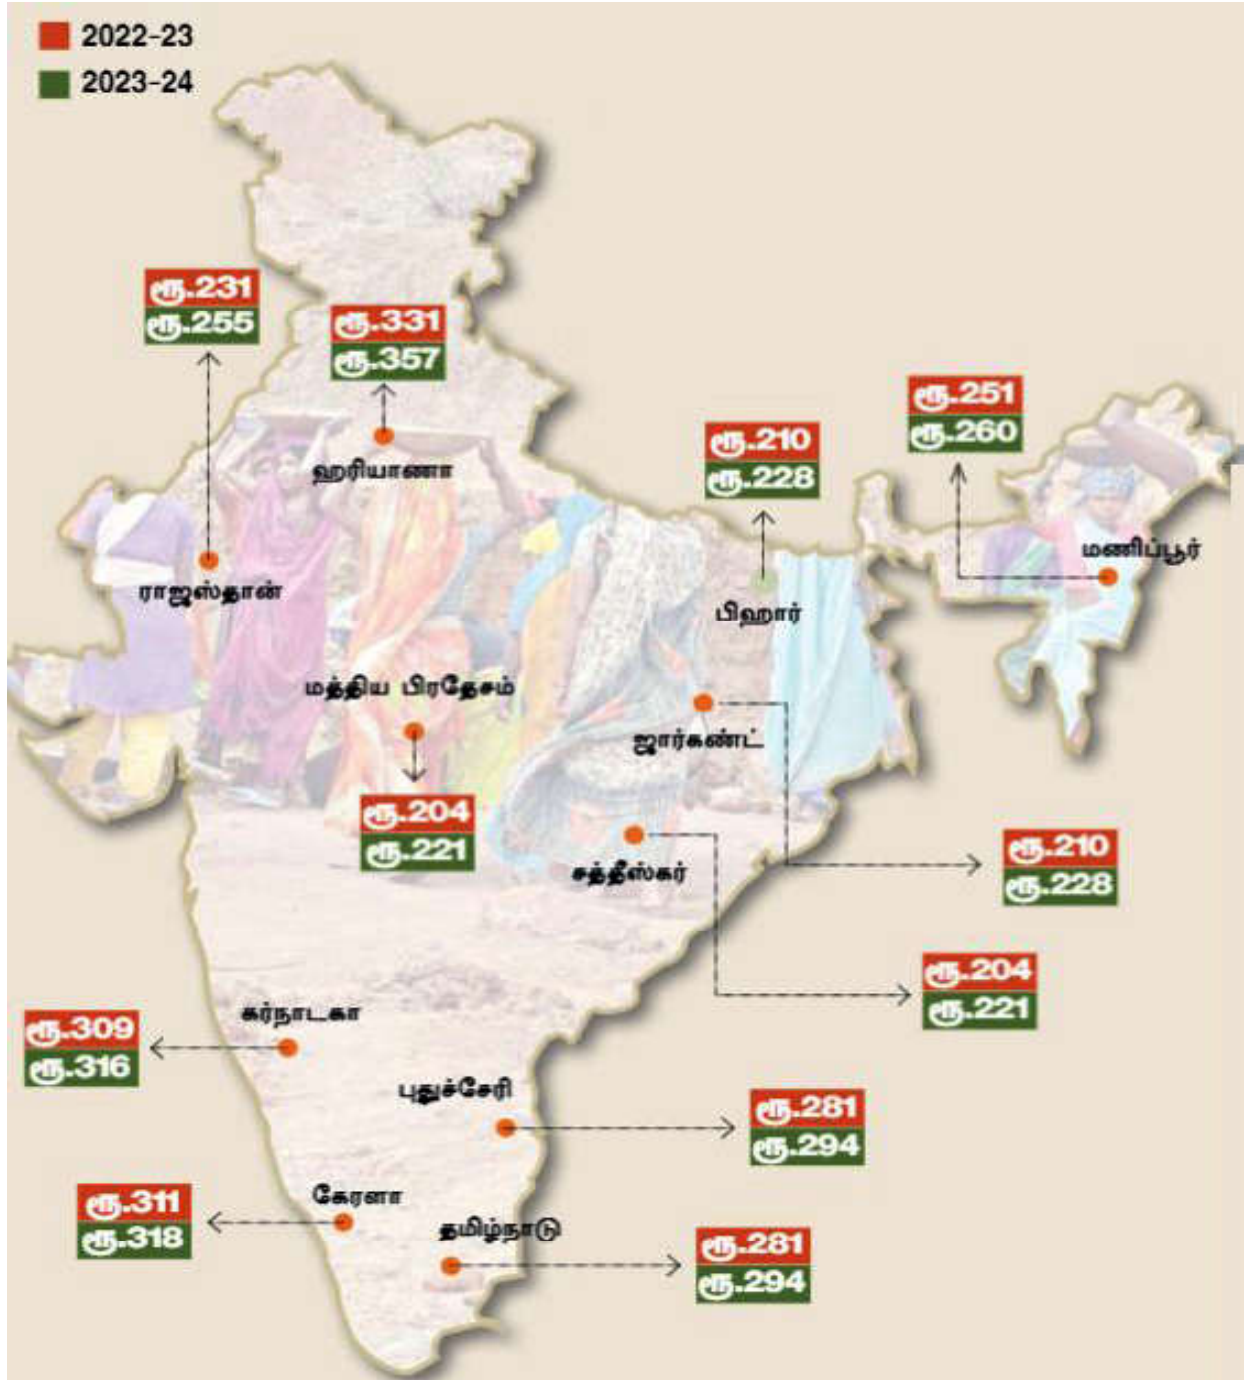 2022-23
2023-24
ரூ.231
ரூ.255
ரூ.331
ரூ.357
ரூ.251
ரூ.260
ரூ.210
ரூ.228
ஹரியாணா
மணிப்பூர்
ராஜஸ்தான்
பிஹார்
மத்திய பிரதேசம்
ஜார்கண்ட்
ரூ.204
ரூ.221
சத்தீஸ்கர்
ரூ.210
ரூ.228
ரூ.204
ரூ.221
கர்நாடகா
ரூ.309
ரூ.316
புதுச்சேரி
ரூ.281
ரூ.294
கேரளா
ரூ.311
ரூ.318
தமிழ்நாடு
ரூ.281
ரூ.294